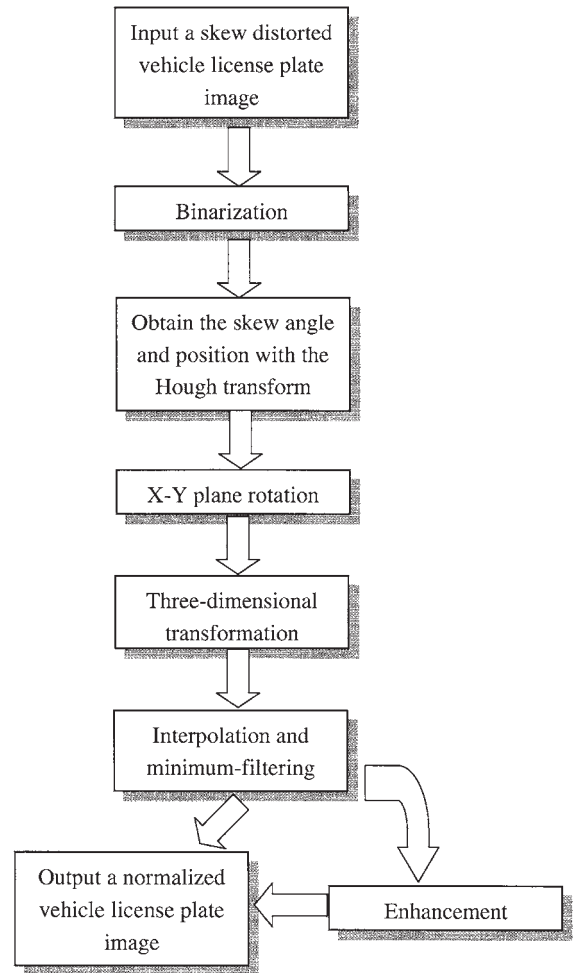 Input a skew distorted
vehicle license plate
image
Binarization
Obtain the skew angle
and position with the
Hough transform
X-Y plane rotation
Three-dimensional
transformation
Interpolation and
minimum-filtering
Output a normalized
vehicle license plate
image
Enhancement